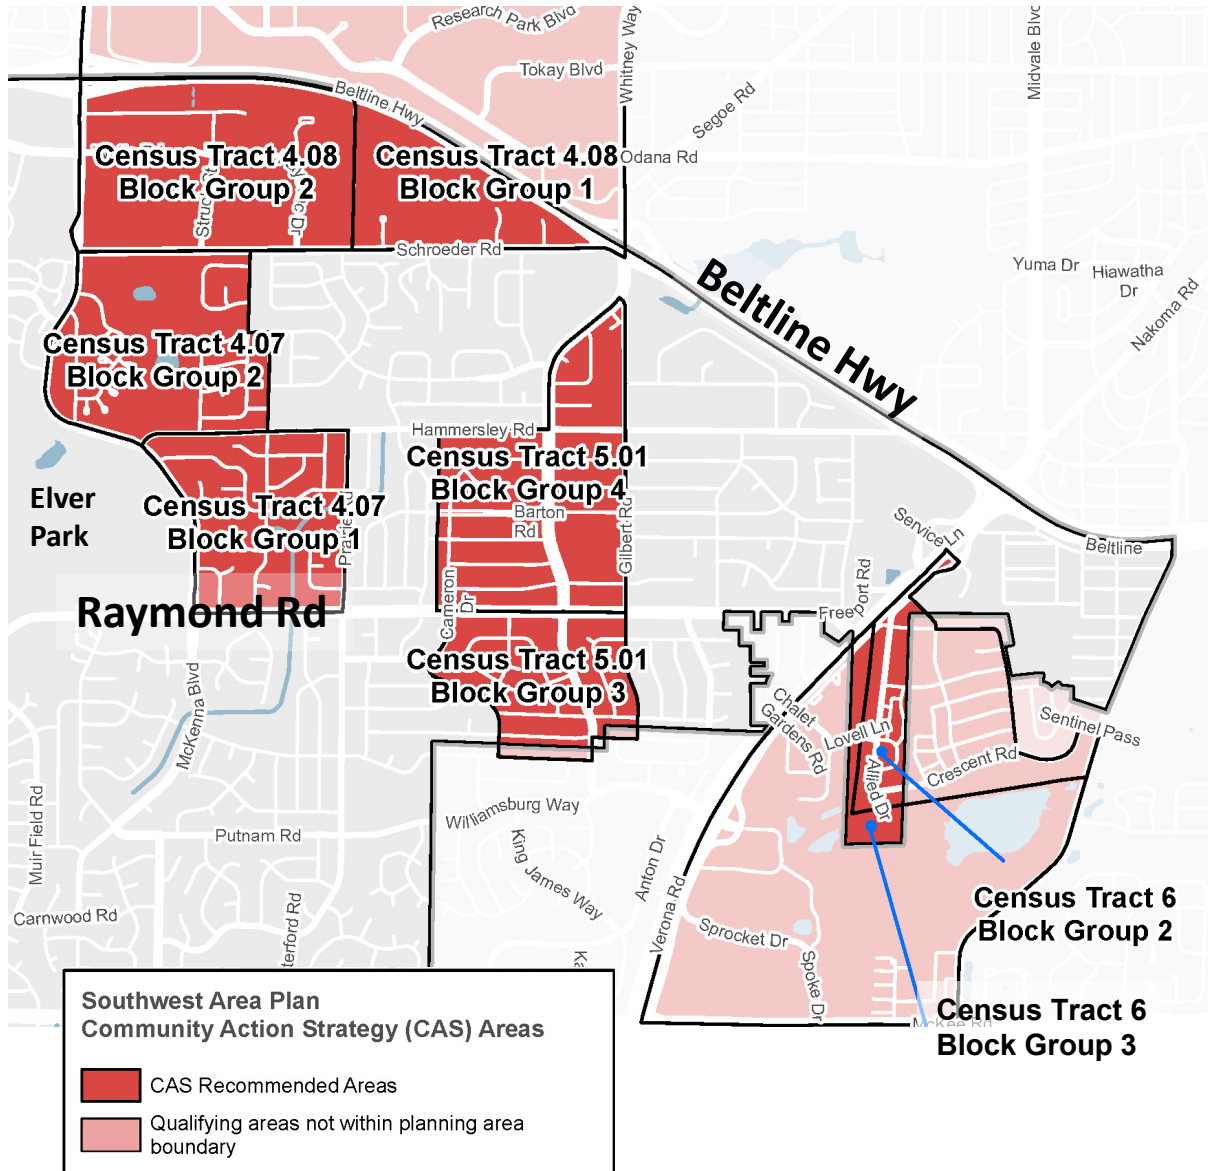 Research Park Blvd
Whitney Way
Midvale Blvd
Tokay Blvd
Beltline Hwy
Segoe Rd
Odana Rd
Census Tract 4.08
Block Group 2
Census Tract 4.08
Block Group 1
Schroeder Rd
Yuma Dr
Hiawatha
Dr
Nakoma Rd
Beltline Hwy
Census Tract 4.07
Block Group 2
Hammersley Rd
Census Tract 5.01
Block Group 4
Barton
Rd
Gilbert Rd
Elver
Park
Census Tract 4.07
Block Group 1
Service Ln
Beltline
Cameron
Dr
Freeport Rd
Raymond Rd
Census Tract 5.01
Block Group 3
McKenna Blvd
Chalet
Gardens Rd
Lovell Ln
Allied Dr
Crescent Rd
Sentinel Pass
Muir Field Rd
Putnam Rd
Williamsburg Way
King James Way
Anton Dr
Verona Rd
Carnwood Rd
Sprocket Dr
Spoke Dr
Census Tract 6
Block Group 2
Census Tract 6
Block Group 3
McKee Rd
Southwest Area Plan
Community Action Strategy (CAS) Areas
CAS Recommended Areas
Qualifying areas not within planning area
boundary